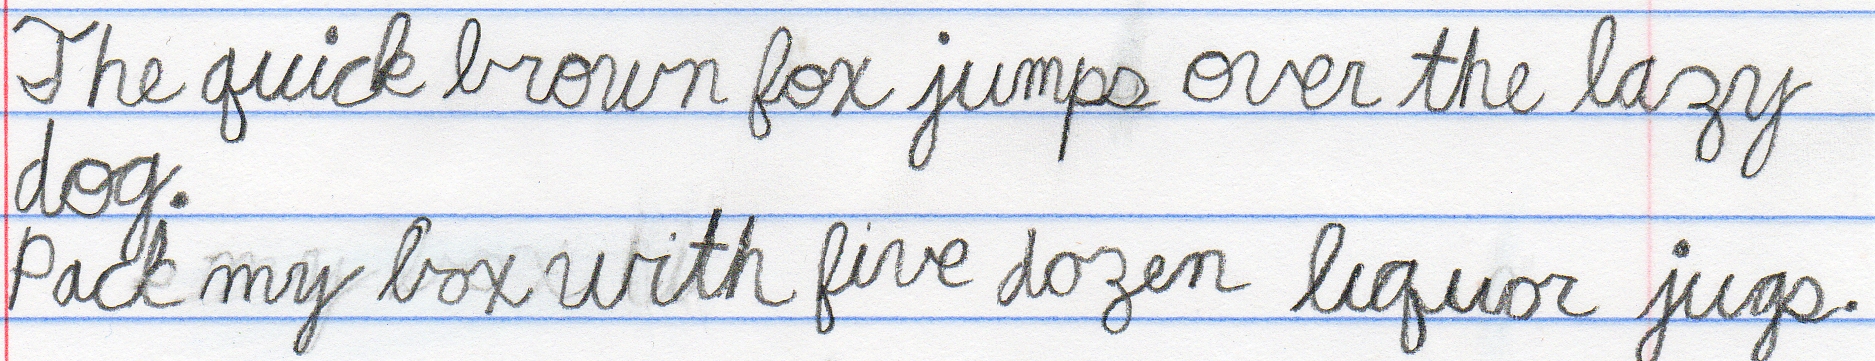 The quick brown fox jumps over the lazy
dog.
Pack my box with five dozen liquor jugs.